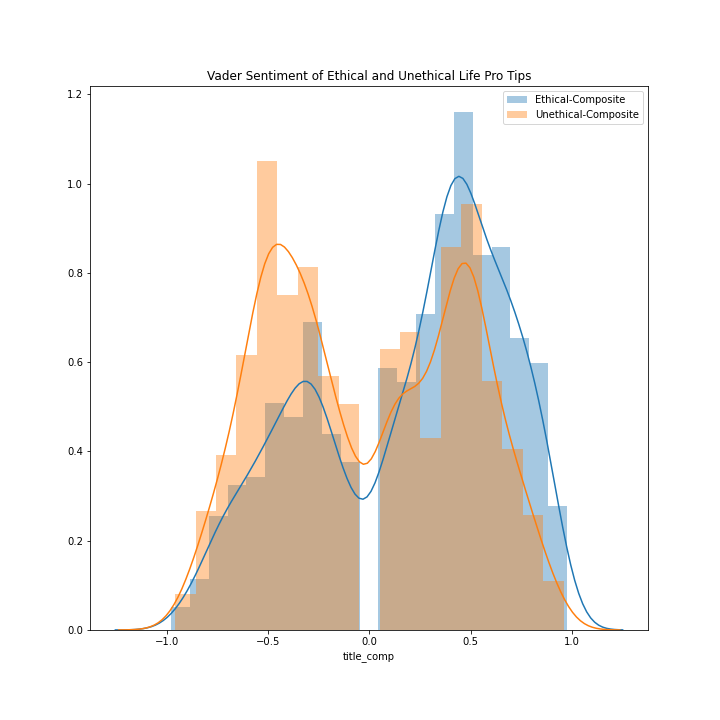 Vader Sentiment of Ethical and Unethical Life Pro Tips
Ethical-Composite
Unethical-Composite
1.2
1.0
0.8
0.6
0.4
0.2
0.0
−1.0 −0.5 0.0 0.5 1.0
title_comp